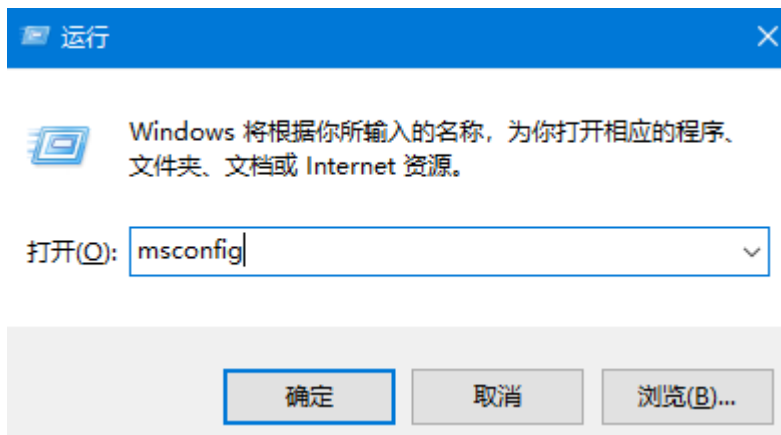 运行
Windows 将根据你所输入的名称，为你打开相应的程序、
文件夹、文档或 Internet 资源。
打开(O): msconfig
确定 取消 浏览(B)...